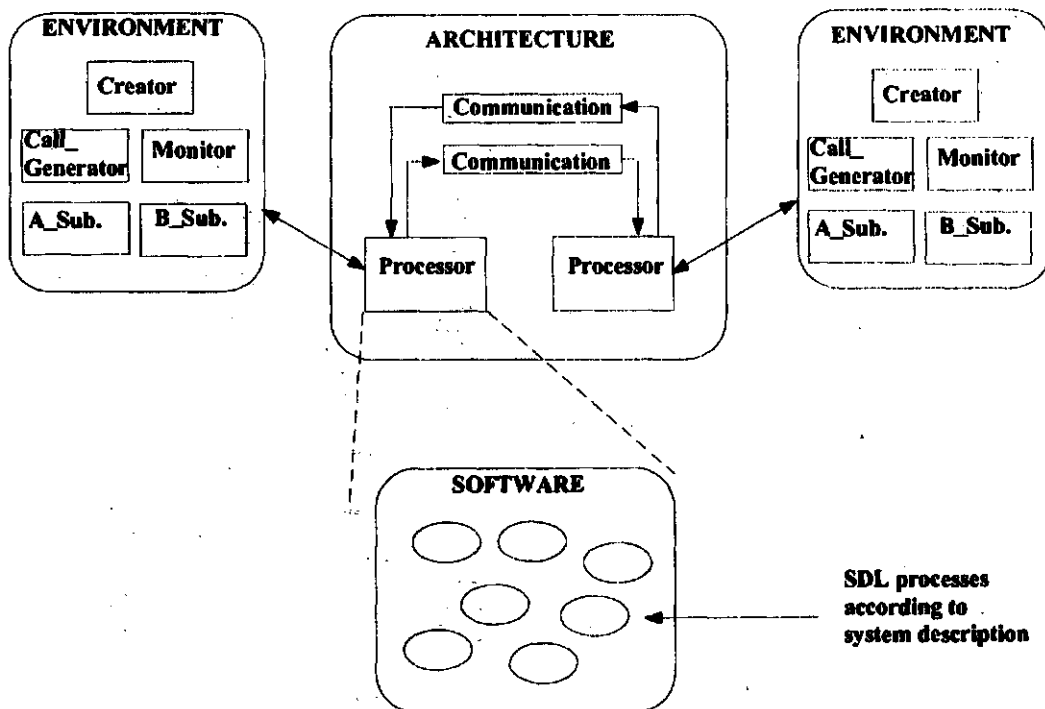 ENVIRONMENT
Creator
Call_
Generator
Monitor
A_Sub.
B_Sub.
ARCHITECTURE
Communication
Communication
Processor
Processor
ENVIRONMENT
Creator
Call_
Generator
Monitor
A_Sub.
B_Sub.
SOFTWARE
SDL processes
according to
system description